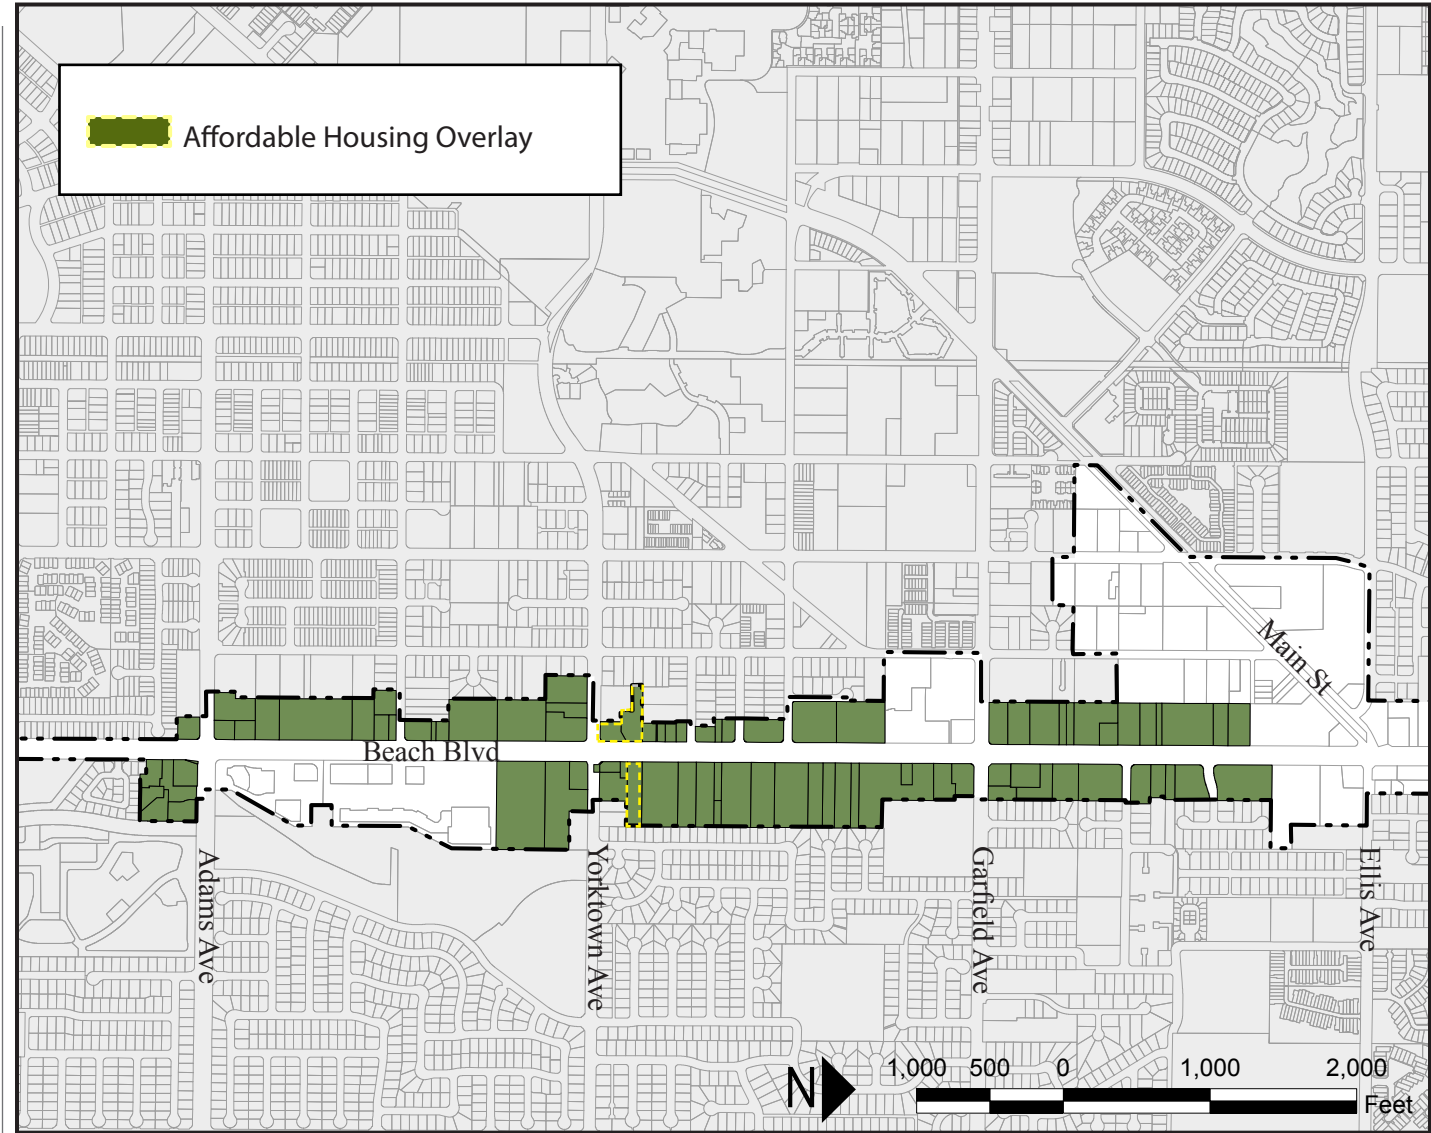 Affordable Housing Overlay
Main St
Beach Blvd
Adams Ave
Yorktown Ave
Garfield Ave
Ellis Ave
N
1,000 500 0 1,000 2,000
Feet